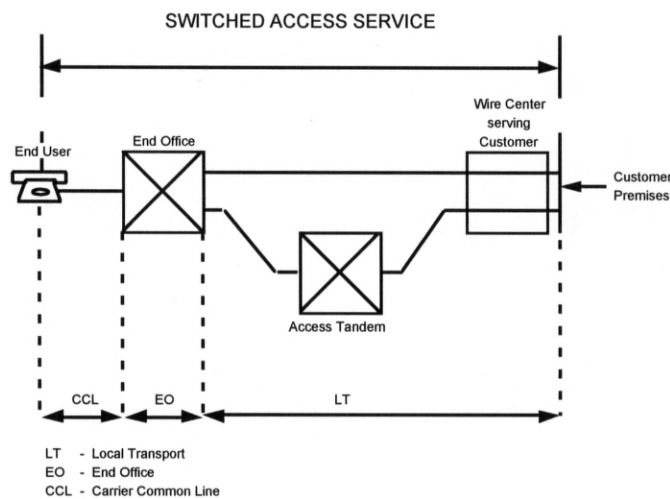 SWITCHED ACCESS SERVICE
Wire Center
serving
Customer
End User
End Office
Customer
Premises
Access Tandem
CCL
EO
LT
LT - Local Transport
EO - End Office
CCL - Carrier Common Line